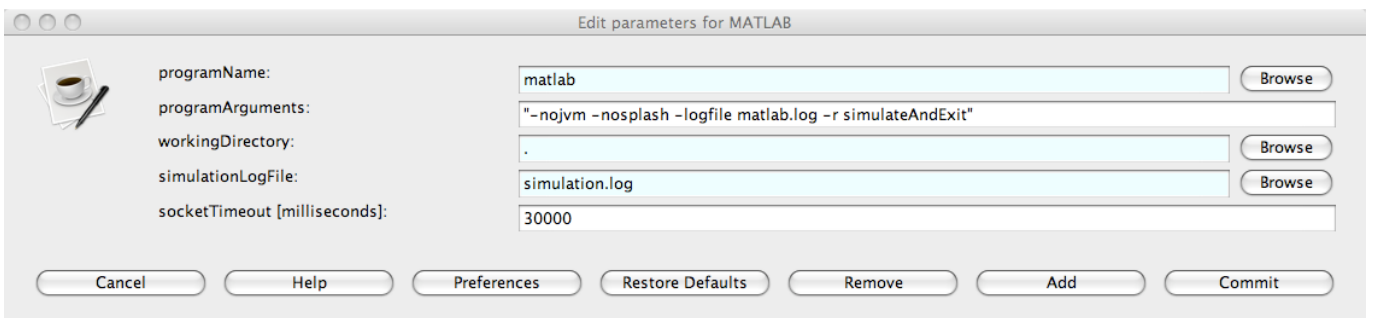 Edit parameters for MATLAB
programName: matlab Browse
programArguments: "-nojvm -nosplash -logfile matlab.log -r simulateAndExit"
workingDirectory: . Browse
simulationLogFile: simulation.log Browse
socketTimeout [milliseconds]: 30000
Cancel Help Preferences Restore Defaults Remove Add Commit